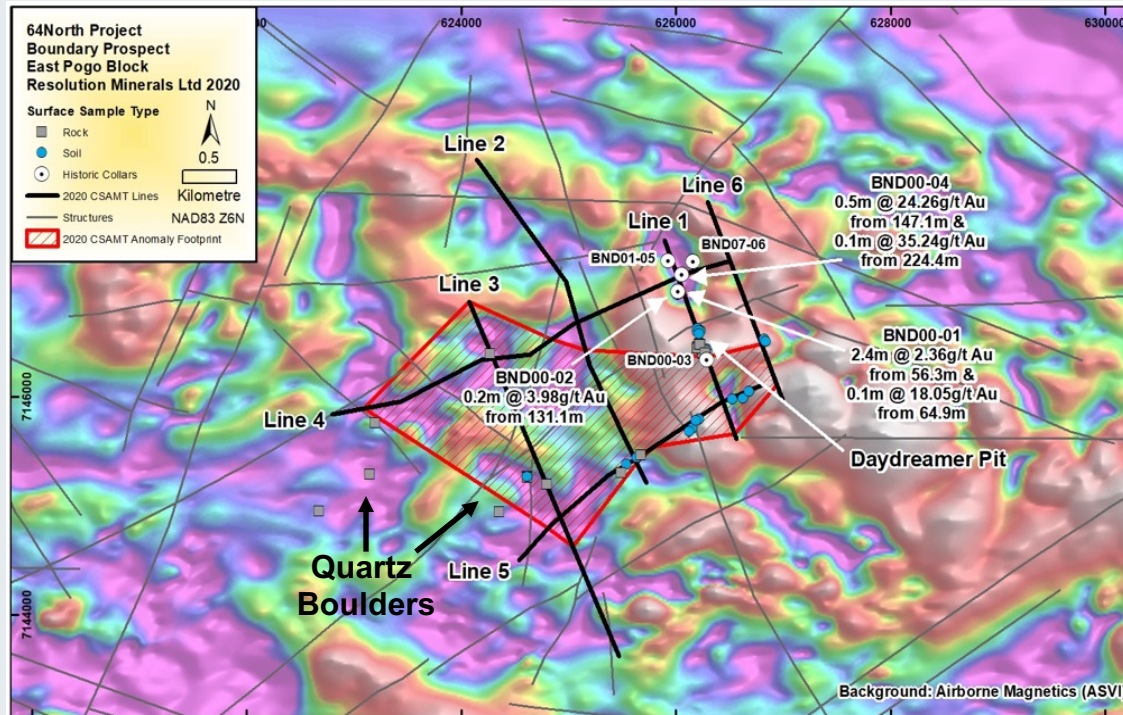 64North Project
Boundary Prospect
East Pogo Block
Resolution Minerals Ltd 2020
Surface Sample Type
Rock
Soil
Historic Collars
2020 CSAMT Lines
Structures
2020 CSAMT Anomaly Footprint
N
0.5
Kilometre
NAD83 Z6N
624000
626000
628000
630000
7146000
7144000
Line 2
Line 6
Line 1
BND01-05
BND07-06
BND00-04
0.5m @ 24.26g/t Au
from 147.1m &
0.1m @ 35.24g/t Au
from 224.4m
Line 3
BND00-03
BND00-01
2.4m @ 2.36g/t Au
from 56.3m &
0.1m @ 18.05g/t Au
from 64.9m
BND00-02
0.2m @ 3.98g/t Au
from 131.1m
Line 4
Daydreamer Pit
Quartz
Boulders
Line 5
Background: Airborne Magnetics (ASVI